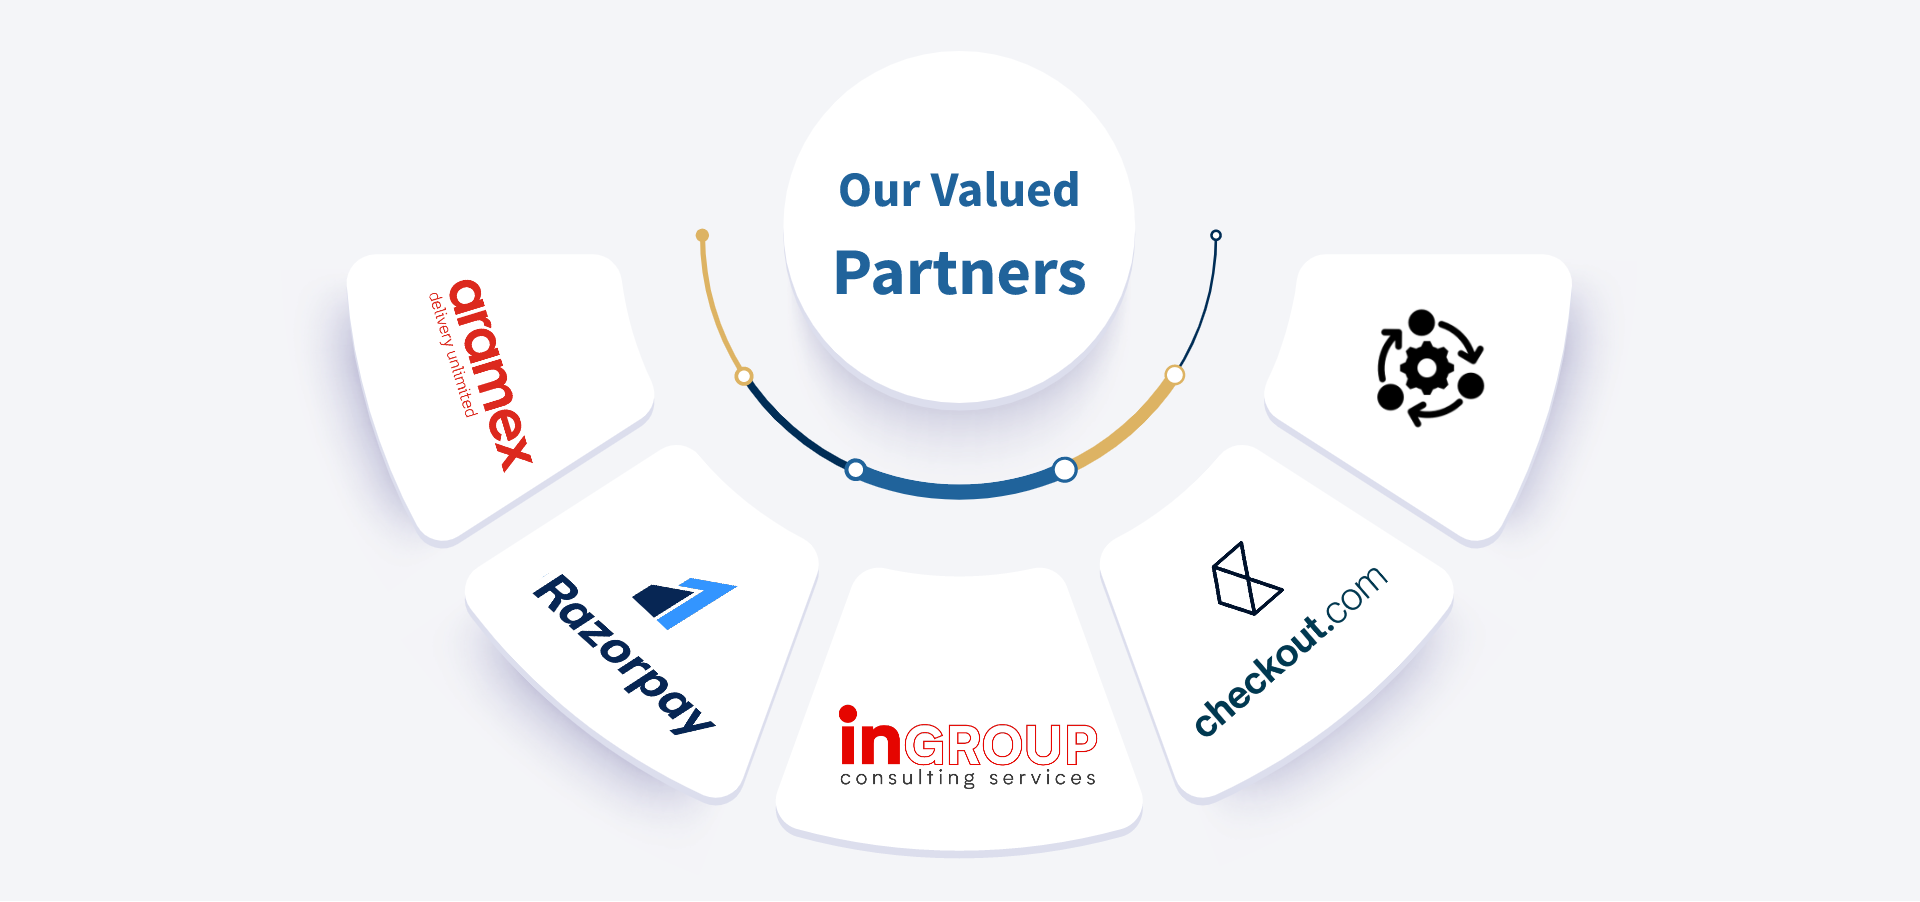 Our Valued
Partners
aramex
delivery unlimited
Razorpay
inGROUP
consulting services
checkout.com